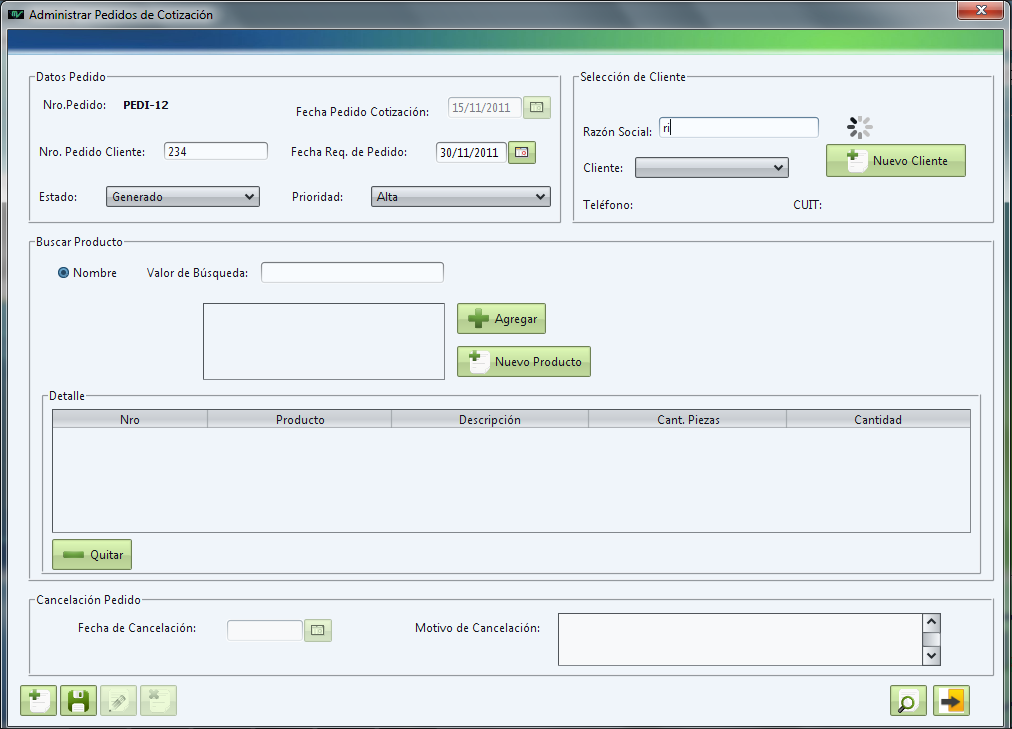 Administrar Pedidos de Cotización
Datos Pedido
Nro.Pedido: PEDI-12
Fecha Pedido Cotización: 15/11/2011
Nro. Pedido Cliente: 234
Fecha Req. de Pedido: 30/11/2011
Estado: Generado
Prioridad: Alta
Selección de Cliente
Razón Social: ri
Cliente:
Nuevo Cliente
Teléfono:
CUIT:
Buscar Producto
Nombre
Valor de Búsqueda:
Agregar
Nuevo Producto
Detalle
Nro Producto Descripción Cant. Piezas Cantidad
Quitar
Cancelación Pedido
Fecha de Cancelación:
Motivo de Cancelación: